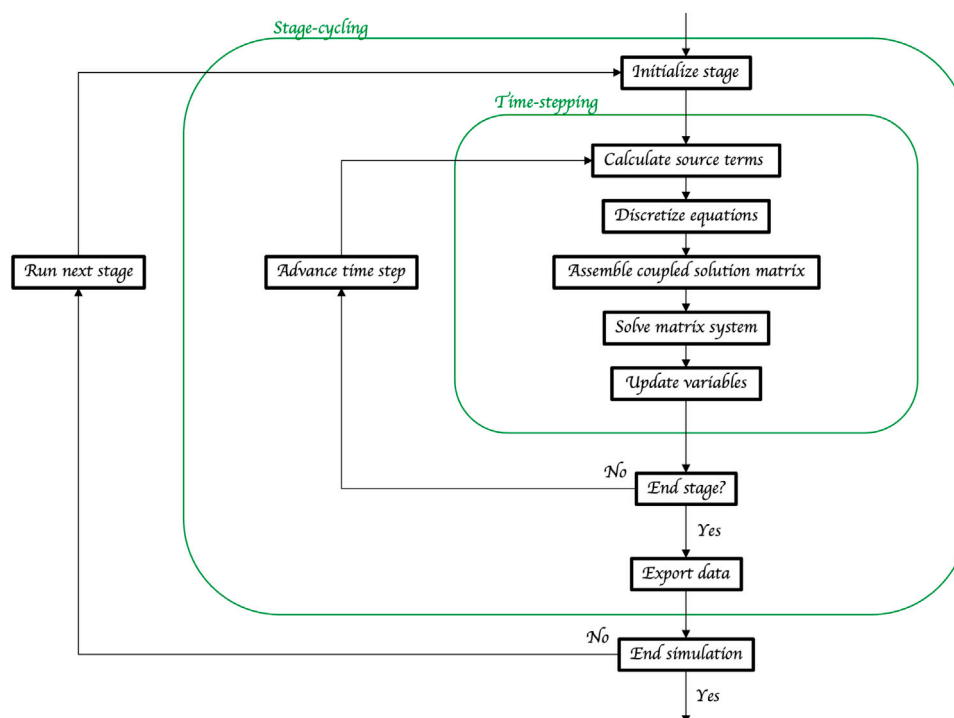 Stage-cycling
Initialize stage
Time-stepping
Calculate source terms
Discretize equations
Run next stage
Advance time step
Assemble coupled solution matrix
Solve matrix system
Update variables
No
End stage?
Yes
Export data
No
End simulation
Yes